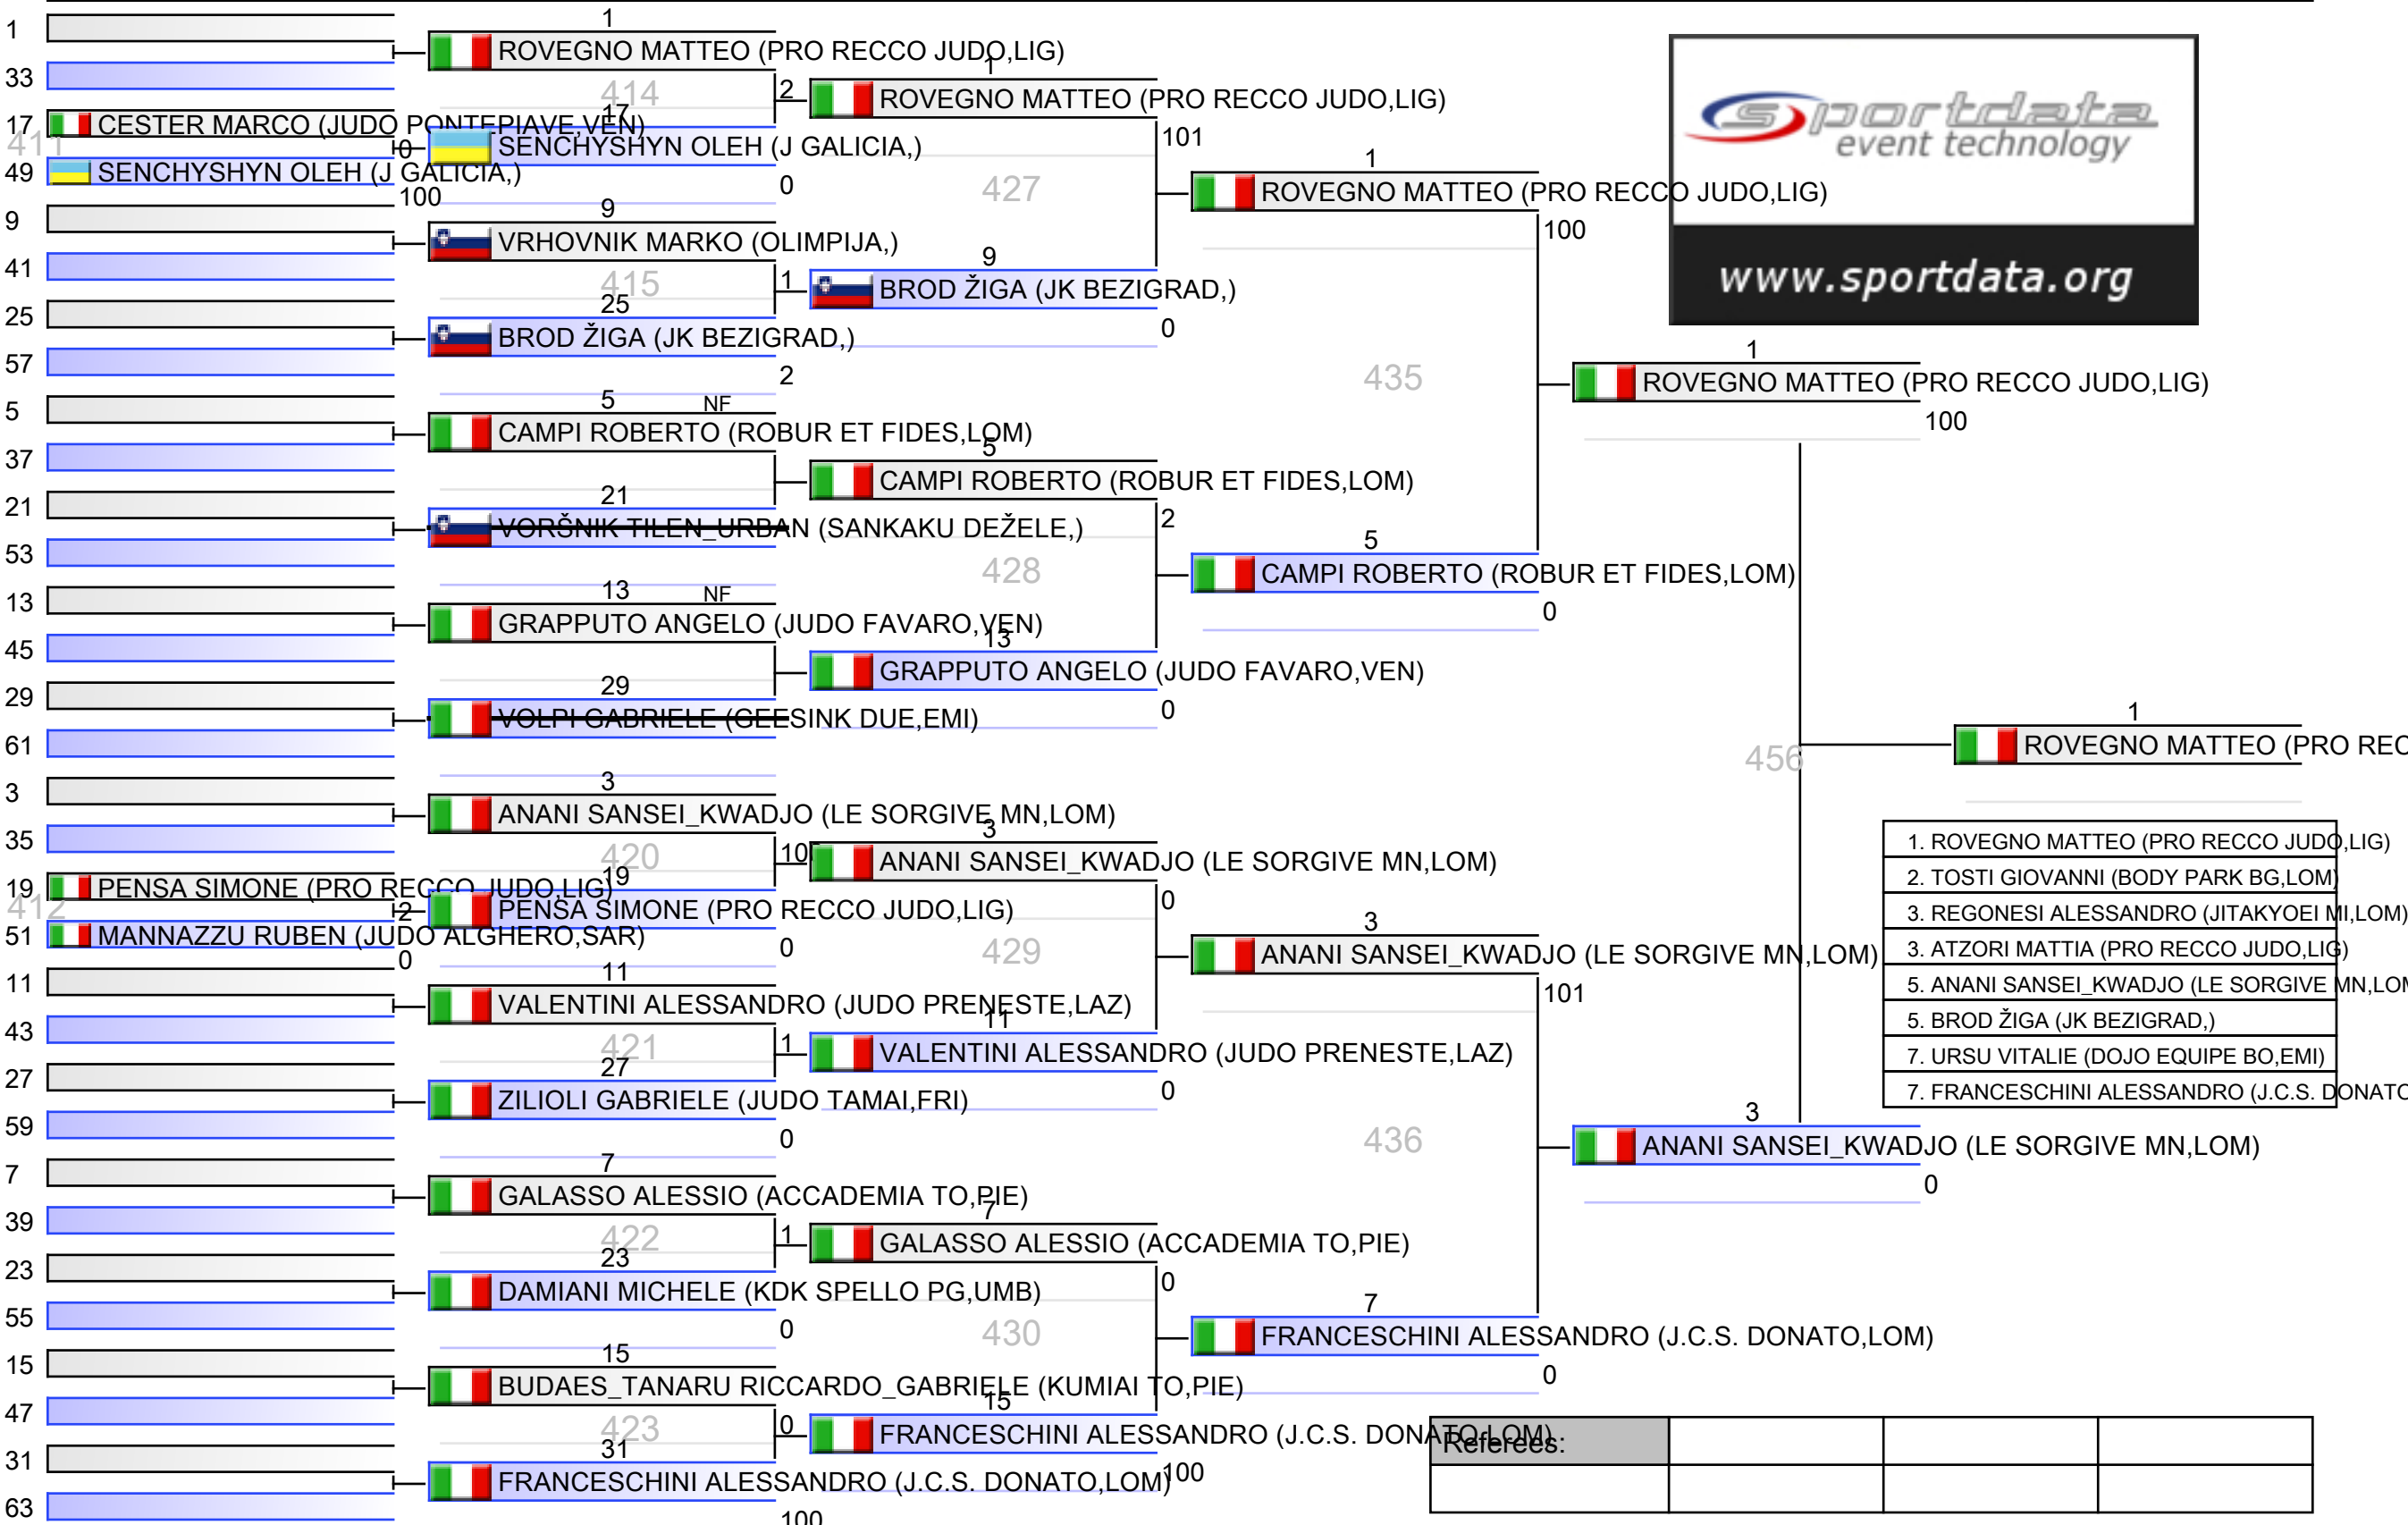 1
33
17 CESTER MARCO (JUDO PONTEPIAVE,VEN)
411
0
49 SENCHYSHYN OLEH (J GALICIA,)
100
9
41
25
57
5
37
21
53
13
45
29
61
3
35
19 PENSA SIMONE (PRO RECCO JUDO,LIG)
412
2
51 MANNAZZU RUBEN (JUDO ALGHERO,SAR)
0
11
43
27
59
7
39
23
55
15
47
31
63
1
ROVEGNO MATTEO (PRO RECCO JUDO,LIG)
414
2
17
SENCHYSHYN OLEH (J GALICIA,)
0
9
VRHOVNIK MARKO (OLIMPIJA,)
415
1
25
BROD ŽIGA (JK BEZIGRAD,)
2
5 NF
CAMPI ROBERTO (ROBUR ET FIDES,LOM)
21
VORŠNIK TILEN_URBAN (SANKAKU DEŽELE,)
13 NF
GRAPPUTO ANGELO (JUDO FAVARO,VEN)
29
VOLPI GABRIELE (GEESINK DUE,EMI)
3
ANANI SANSEI_KWADJO (LE SORGIVE MN,LOM)
420
19
PENSA SIMONE (PRO RECCO JUDO,LIG)
0
11
VALENTINI ALESSANDRO (JUDO PRENESTE,LAZ)
421
1
27
ZILIOLI GABRIELE (JUDO TAMAI,FRI)
0
7
GALASSO ALESSIO (ACCADEMIA TO,PIE)
422
1
23
DAMIANI MICHELE (KDK SPELLO PG,UMB)
0
15
BUDAES_TANARU RICCARDO_GABRIELE (KUMIAI TO,PIE)
423
0
31
FRANCESCHINI ALESSANDRO (J.C.S. DONATO,LOM)
100
1
ROVEGNO MATTEO (PRO RECCO JUDO,LIG)
101
427
9
BROD ŽIGA (JK BEZIGRAD,)
0
5
CAMPI ROBERTO (ROBUR ET FIDES,LOM)
2
428
13
GRAPPUTO ANGELO (JUDO FAVARO,VEN)
0
3
ANANI SANSEI_KWADJO (LE SORGIVE MN,LOM)
0
429
11
VALENTINI ALESSANDRO (JUDO PRENESTE,LAZ)
0
7
GALASSO ALESSIO (ACCADEMIA TO,PIE)
0
430
15
FRANCESCHINI ALESSANDRO (J.C.S. DONATO,LOM)
100
1
ROVEGNO MATTEO (PRO RECCO JUDO,LIG)
100
435
5
CAMPI ROBERTO (ROBUR ET FIDES,LOM)
0
3
ANANI SANSEI_KWADJO (LE SORGIVE MN,LOM)
101
436
7
FRANCESCHINI ALESSANDRO (J.C.S. DONATO,LOM)
0
sportdata
event technology
www.sportdata.org
1
ROVEGNO MATTEO (PRO RECCO JUDO,LIG)
100
456
3
ANANI SANSEI_KWADJO (LE SORGIVE MN,LOM)
0
1
ROVEGNO MATTEO (PRO REC
1. ROVEGNO MATTEO (PRO RECCO JUDO,LIG)
2. TOSTI GIOVANNI (BODY PARK BG,LOM)
3. REGONESI ALESSANDRO (JITAKYOEI MI,LOM)
3. ATZORI MATTIA (PRO RECCO JUDO,LIG)
5. ANANI SANSEI_KWADJO (LE SORGIVE MN,LOM
5. BROD ŽIGA (JK BEZIGRAD,)
7. URSU VITALIE (DOJO EQUIPE BO,EMI)
7. FRANCESCHINI ALESSANDRO (J.C.S. DONATO
Referees: